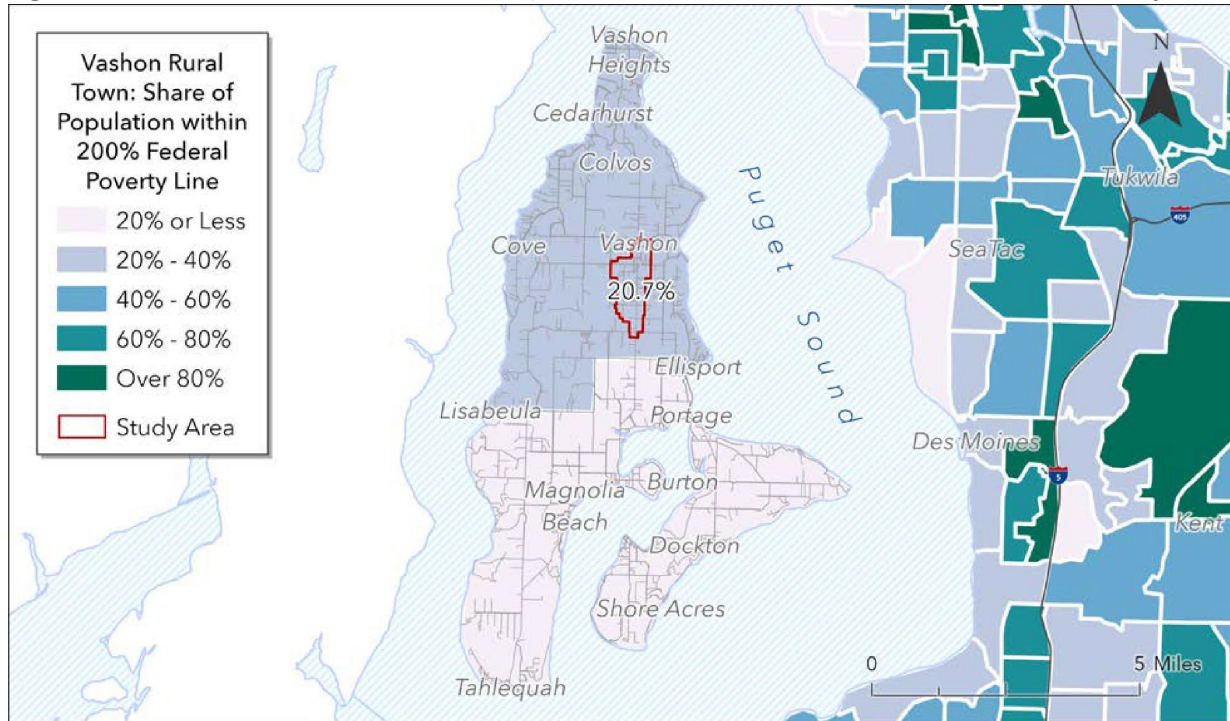 Vashon Rural
Town: Share of
Population within
200% Federal
Poverty Line
20% or Less
20% - 40%
40% - 60%
60% - 80%
Over 80%
Study Area
Vashon
Heights
Cedarhurst
Colvos
Cove
Vashon
20.7%
Ellisport
Lisabeula
Portage
Magnolia
Beach
Burton
Dockton
Shore Acres
Tahlequah
Puget Sound
N
Tukwila
405
SeaTac
Des Moines
5
Kent
0
5 Miles